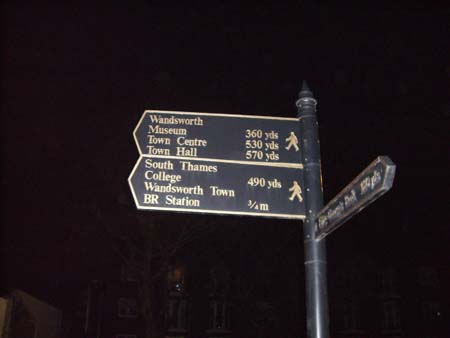 Wandsworth
Museum 360 yds
Town Centre 530 yds
Town Hall 570 yds
South Thames
College 490 yds
Wandsworth Town
BR Station ¾ m